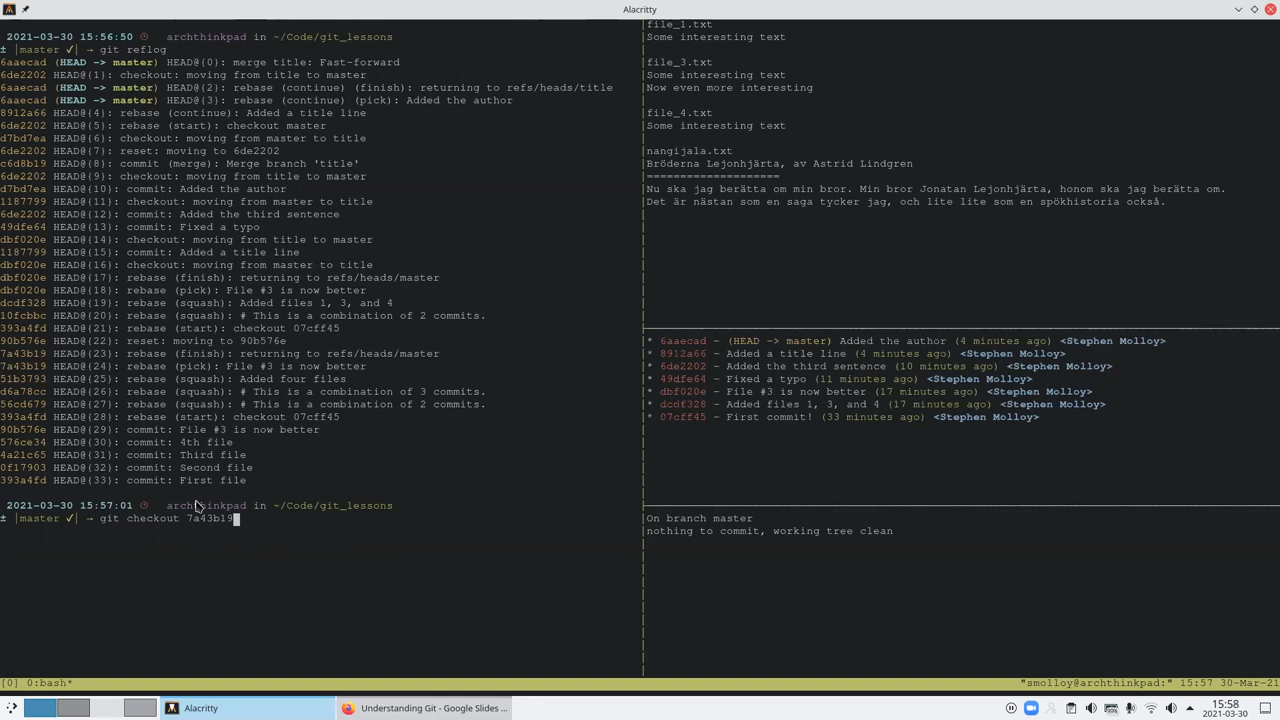 Alacritty
2021-03-30 15:56:50 archthinkpad in ~/Code/git_lessons
± |master ✓| → git reflog
6aaecad (HEAD -> master) HEAD@{0}: merge title: Fast-forward
6de2202 HEAD@{1}: checkout: moving from title to master
6aaecad (HEAD -> master) HEAD@{2}: rebase (continue) (finish): returning to refs/heads/title
6aaecad (HEAD -> master) HEAD@{3}: rebase (continue) (pick): Added the author
8912a66 HEAD@{4}: rebase (continue): Added a title line
6de2202 HEAD@{5}: rebase (start): checkout master
d7bd7ea HEAD@{6}: checkout: moving from master to title
6de2202 HEAD@{7}: reset: moving to 6de2202
c6d8b19 HEAD@{8}: commit (merge): Merge branch 'title'
6de2202 HEAD@{9}: checkout: moving from title to master
d7bd7ea HEAD@{10}: commit: Added the author
1187799 HEAD@{11}: checkout: moving from master to title
6de2202 HEAD@{12}: commit: Added the third sentence
49dfe64 HEAD@{13}: commit: Fixed a typo
dbf020e HEAD@{14}: checkout: moving from title to master
1187799 HEAD@{15}: commit: Added a title line
dbf020e HEAD@{16}: checkout: moving from master to title
dbf020e HEAD@{17}: rebase (finish): returning to refs/heads/master
dbf020e HEAD@{18}: rebase (pick): File #3 is now better
dcdf328 HEAD@{19}: rebase (squash): Added files 1, 3, and 4
10fcbbc HEAD@{20}: rebase (squash): # This is a combination of 2 commits.
393a4fd HEAD@{21}: rebase (start): checkout 07cff45
90b576e HEAD@{22}: reset: moving to 90b576e
7a43b19 HEAD@{23}: rebase (finish): returning to refs/heads/master
7a43b19 HEAD@{24}: rebase (pick): File #3 is now better
51b3793 HEAD@{25}: rebase (squash): Added four files
d6a78cc HEAD@{26}: rebase (squash): # This is a combination of 3 commits.
56cd679 HEAD@{27}: rebase (squash): # This is a combination of 2 commits.
393a4fd HEAD@{28}: rebase (start): checkout 07cff45
90b576e HEAD@{29}: commit: File #3 is now better
576ce34 HEAD@{30}: commit: 4th file
4a21c65 HEAD@{31}: commit: Third file
0f17903 HEAD@{32}: commit: Second file
393a4fd HEAD@{33}: commit: First file
2021-03-30 15:57:01 archthinkpad in ~/Code/git_lessons
± |master ✓| → git checkout 7a43b19
file_1.txt
Some interesting text
file_3.txt
Some interesting text
Now even more interesting
file_4.txt
Some interesting text
nangijala.txt
Bröderna Lejonhjärta, av Astrid Lindgren
====================
Nu ska jag berätta om min bror. Min bror Jonatan Lejonhjärta, honom ska jag berätta om.
Det är nästan som en saga tycker jag, och lite lite som en spökhistoria också.
* 6aaecad - (HEAD -> master) Added the author (4 minutes ago) <Stephen Molloy>
* 8912a66 - Added a title line (4 minutes ago) <Stephen Molloy>
* 6de2202 - Added the third sentence (10 minutes ago) <Stephen Molloy>
* 49dfe64 - Fixed a typo (11 minutes ago) <Stephen Molloy>
* dbf020e - File #3 is now better (17 minutes ago) <Stephen Molloy>
* dcdf328 - Added files 1, 3, and 4 (17 minutes ago) <Stephen Molloy>
* 07cff45 - First commit! (33 minutes ago) <Stephen Molloy>
On branch master
nothing to commit, working tree clean
[0] 0:bash* "smolloy@archthinkpad:" 15:57 30-Mar-21
Alacritty
Understanding Git - Google Slides ...
15:58
2021-03-30